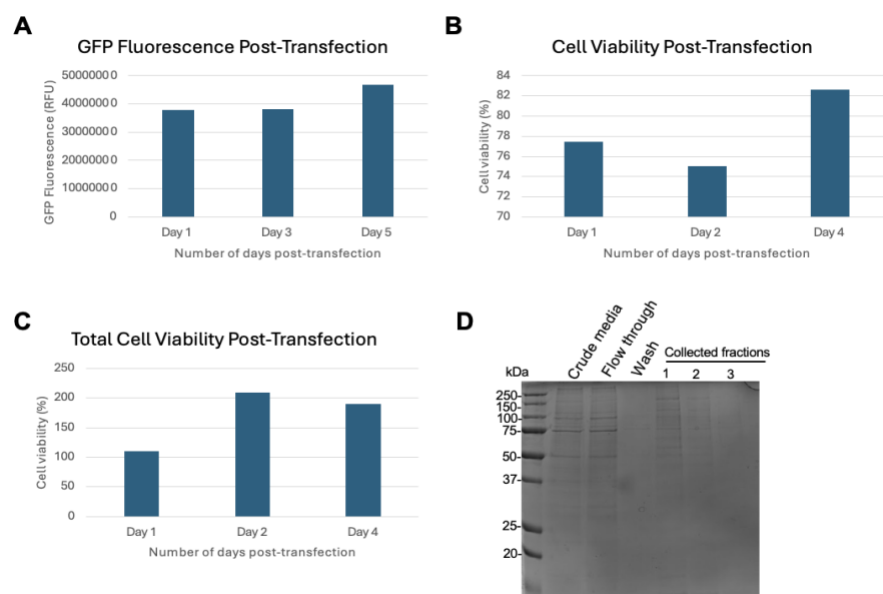 A
GFP Fluorescence Post-Transfection
GFP Fluorescence (RFU)
50000000
40000000
30000000
20000000
10000000
0
Day 1
Day 3
Day 5
Number of days post-transfection
B
Cell Viability Post-Transfection
Cell viability (%)
84
82
80
78
76
74
72
70
Day 1
Day 2
Day 4
Number of days post-transfection
C
Total Cell Viability Post-Transfection
Cell viability (%)
250
200
150
100
50
0
Day 1
Day 2
Day 4
Number of days post-transfection
D
kDa
Crude media
Flow through
Wash
Collected fractions
1 2 3
250-
150-
100-
75-
50-
37-
25-
20-